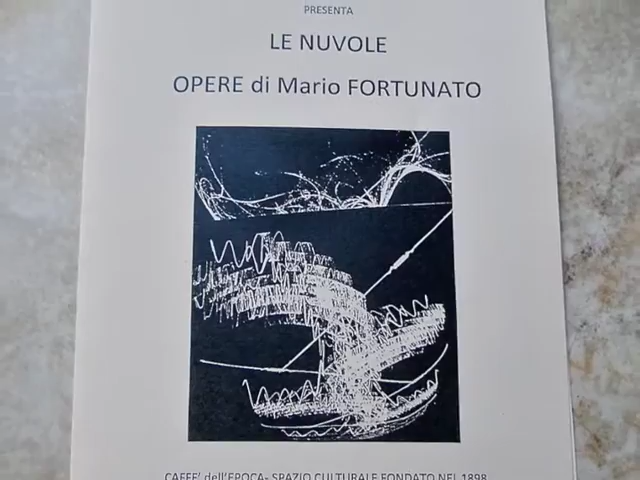 PRESENTA
LE NUVOLE
OPERE di Mario FORTUNATO
CAFFE' dell'EPOCA- SPAZIO CULTURALE FONDATO NEL 1898